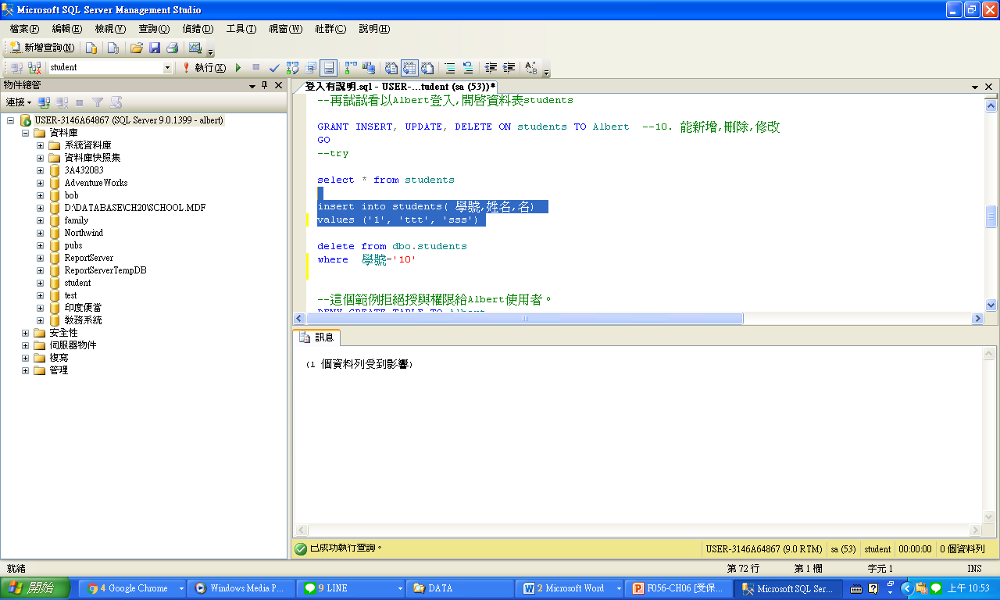 Microsoft SQL Server Management Studio
檔案(F) 編輯(E) 檢視(V) 查詢(Q) 偵錯(D) 工具(T) 視窗(W) 社群(C) 說明(H)
新增查詢(N)
student 執行(X)
物件總管
登入有說明.sql - USER-...tudent (sa (53))*
連接
USER-3146A64867 (SQL Server 9.0.1399 - albert)
資料庫
系統資料庫
資料庫快照集
3A432083
AdventureWorks
bob
D:\DATABASE\CH20\SCHOOL.MDF
family
Northwind
pubs
ReportServer
ReportServerTempDB
student
test
印度便當
教務系統
安全性
伺服器物件
複寫
管理
--再試試看以Albert登入,開啟資料表students
GRANT INSERT, UPDATE, DELETE ON students TO Albert --10. 能新增,刪除,修改
GO
--try
select * from students
insert into students( 學號,姓名,名)
values ('1', 'ttt', 'sss')
delete from dbo.students
where 學號='10'
--這個範例拒絕授與權限給Albert使用者。
DENY CREATE TABLE TO Albert
訊息
(1 個資料列受到影響)
已成功執行查詢。 USER-3146A64867 (9.0 RTM) sa (53) student 00:00:00 0 個資料列
就緒 第 72 行 第 1 欄 字元 1 INS
開始 4 Google Chrome Windows Media P... 9 LINE DATA 2 Microsoft Word F056-CH06 [受保... Microsoft SQL Ser... 上午 10:53